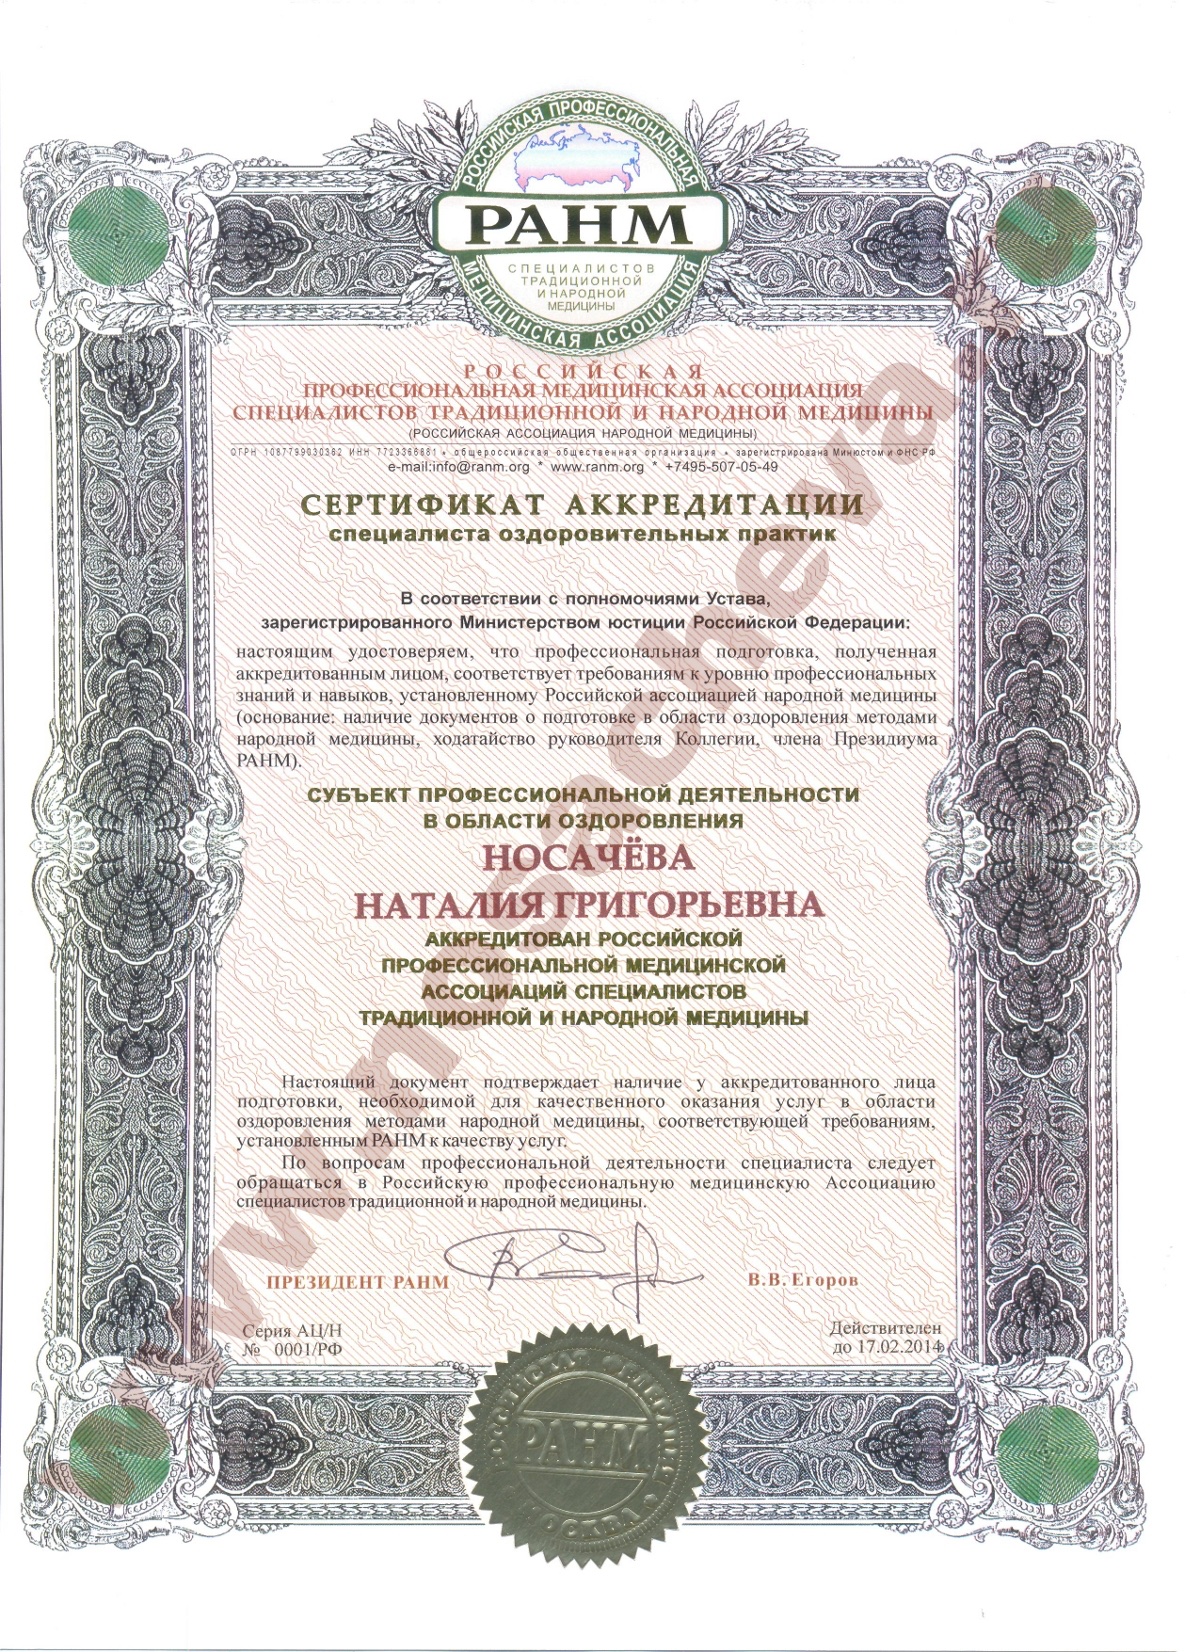 РОССИЙСКАЯ ПРОФЕССИОНАЛЬНАЯ
РАНМ
СПЕЦИАЛИСТОВ
ТРАДИЦИОННОЙ
И НАРОДНОЙ
МЕДИЦИНЫ
МЕДИЦИНСКАЯ АССОЦИАЦИЯ
РОССИЙСКАЯ
ПРОФЕССИОНАЛЬНАЯ МЕДИЦИНСКАЯ АССОЦИАЦИЯ
СПЕЦИАЛИСТОВ ТРАДИЦИОННОЙ И НАРОДНОЙ МЕДИЦИНЫ
(РОССИЙСКАЯ АССОЦИАЦИЯ НАРОДНОЙ МЕДИЦИНЫ)
ОГРН 1087799030362 ИНН 7723366881 • общероссийская общественная организация • зарегистрирована Минюстом и ФНС РФ
e-mail:info@ranm.org * www.ranm.org * +7495-507-05-49
СЕРТИФИКАТ АККРЕДИТАЦИИ
специалиста оздоровительных практик
В соответствии с полномочиями Устава,
зарегистрированного Министерством юстиции Российской Федерации:
настоящим удостоверяем, что профессиональная подготовка, полученная
аккредитованным лицом, соответствует требованиям к уровню профессиональных
знаний и навыков, установленному Российской ассоциацией народной медицины
(основание: наличие документов о подготовке в области оздоровления методами
народной медицины, ходатайство руководителя Коллегии, члена Президиума
РАНМ).
СУБЪЕКТ ПРОФЕССИОНАЛЬНОЙ ДЕЯТЕЛЬНОСТИ
В ОБЛАСТИ ОЗДОРОВЛЕНИЯ
НОСАЧЁВА
НАТАЛИЯ ГРИГОРЬЕВНА
АККРЕДИТОВАН РОССИЙСКОЙ
ПРОФЕССИОНАЛЬНОЙ МЕДИЦИНСКОЙ
АССОЦИАЦИЙ СПЕЦИАЛИСТОВ
ТРАДИЦИОННОЙ И НАРОДНОЙ МЕДИЦИНЫ
Настоящий документ подтверждает наличие у аккредитованного лица
подготовки, необходимой для качественного оказания услуг в области
оздоровления методами народной медицины, соответствующей требованиям,
установленным РАНМ к качеству услуг.
По вопросам профессиональной деятельности специалиста следует
обращаться в Российскую профессиональную медицинскую Ассоциацию
специалистов традиционной и народной медицины.
ПРЕЗИДЕНТ РАНМ
В.В. Егоров
Серия АЦ/Н
№ 0001/РФ
Действителен
до 17.02.2014
РОССИЙСКАЯ ФЕДЕРАЦИЯ
РАНМ
МОСКВА
www.nosacheva.